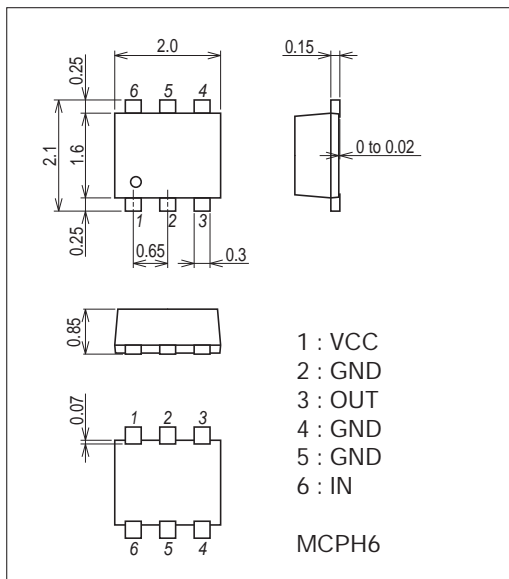 2.0
0.15
0.25
6 5 4
2.1
1.6
0 to 0.02
0.25
1 2 3
0.65
0.3
0.85
1 : VCC
2 : GND
3 : OUT
4 : GND
5 : GND
6 : IN
0.07
1 2 3
6 5 4
MCPH6